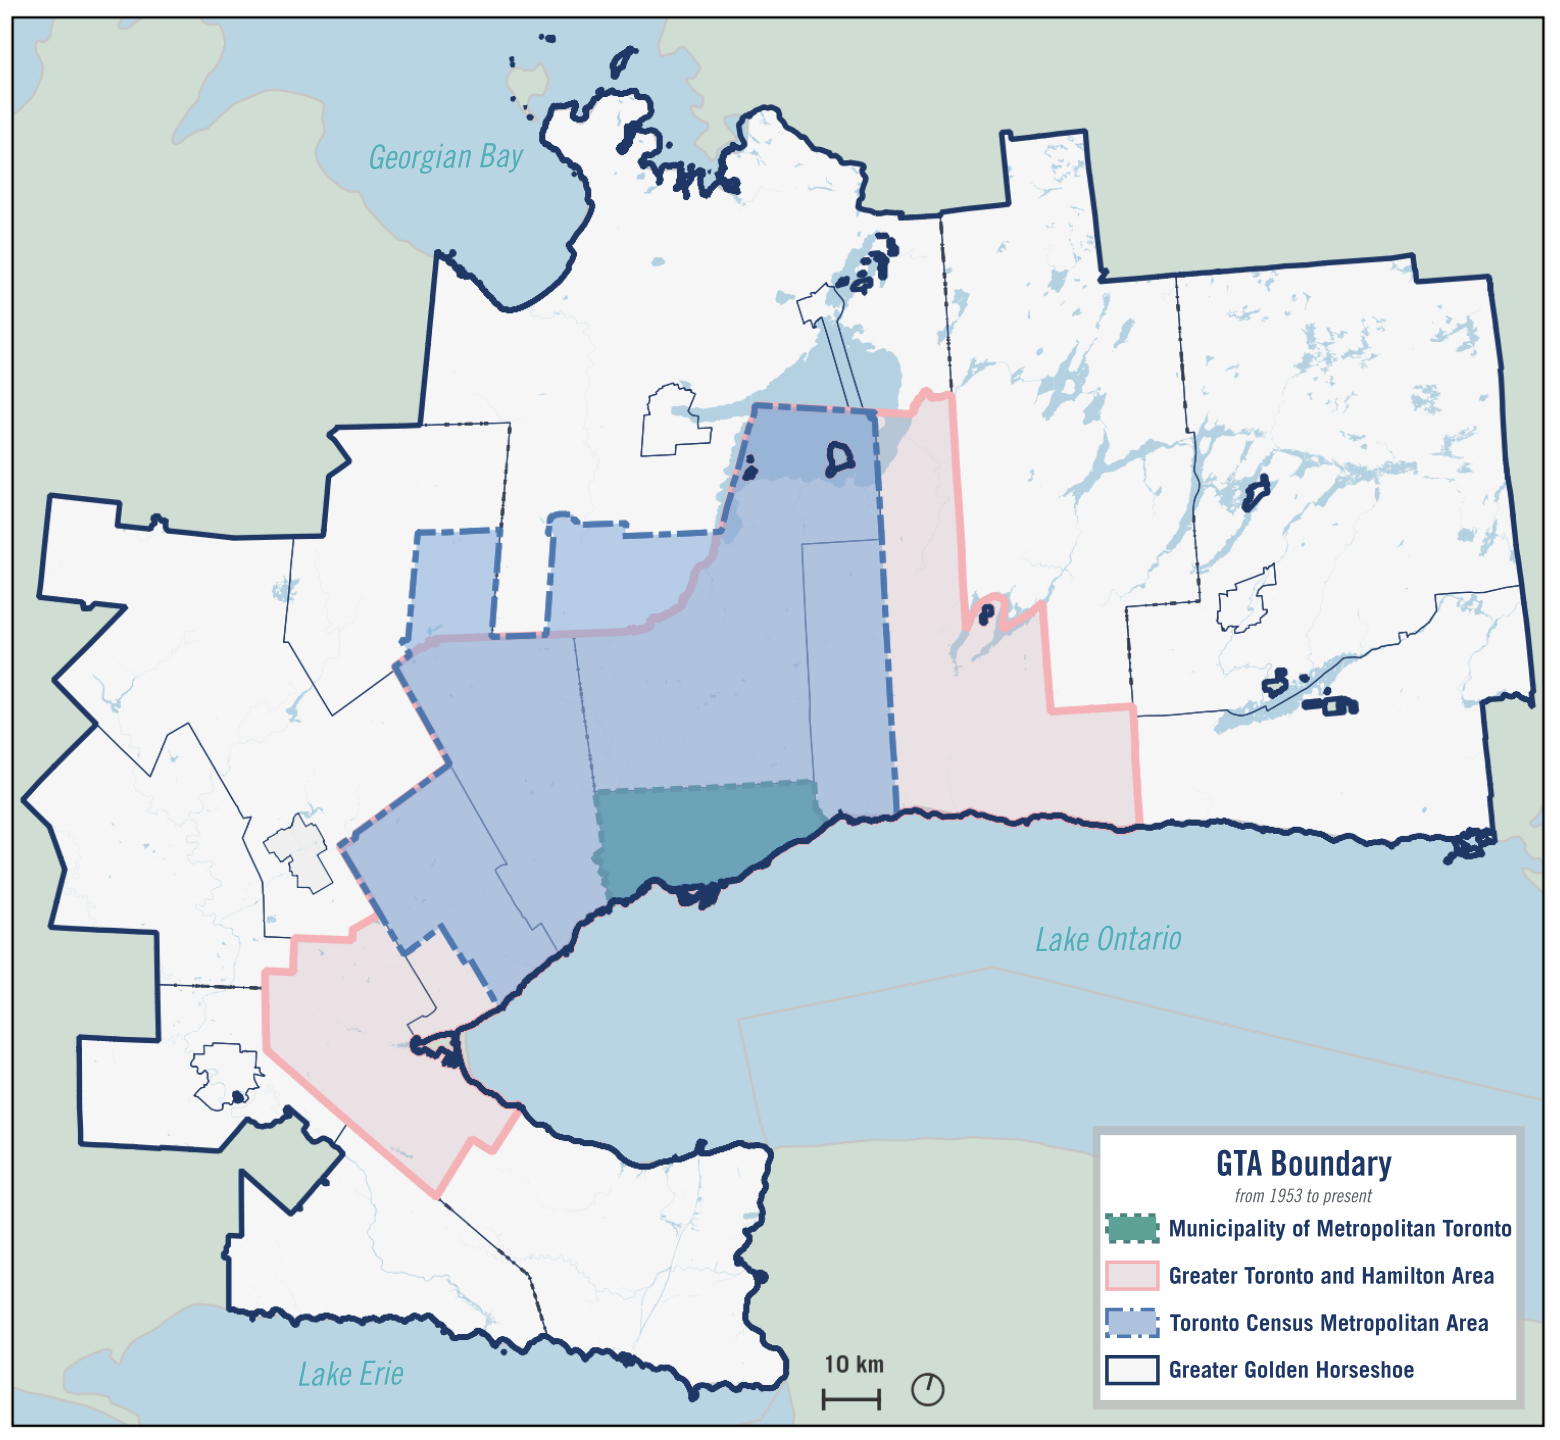 Georgian Bay
Lake Ontario
GTA Boundary
from 1953 to present
Municipality of Metropolitan Toronto
Greater Toronto and Hamilton Area
Toronto Census Metropolitan Area
Greater Golden Horseshoe
Lake Erie
10 km